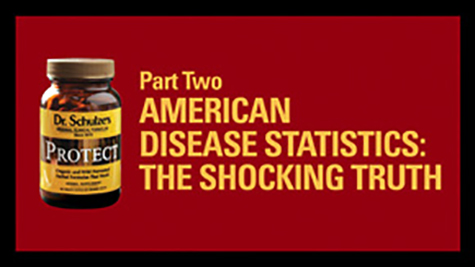 Dr. Schulze's
PROTECT
Part Two
AMERICAN
DISEASE STATISTICS:
THE SHOCKING TRUTH